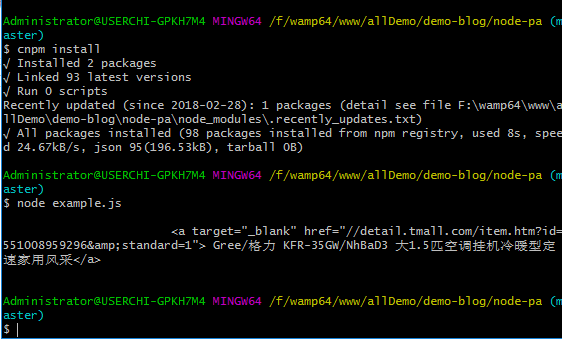 Administrator@USERCHI-GPKH7M4 MINGW64 /f/wamp64/www/allDemo/demo-blog/node-pa (m
aster)
$ cnpm install
√ Installed 2 packages
√ Linked 93 latest versions
√ Run 0 scripts
Recently updated (since 2018-02-28): 1 packages (detail see file F:\wamp64\www\a
llDemo\demo-blog\node-pa\node_modules\.recently_updates.txt)
√ All packages installed (98 packages installed from npm registry, used 8s, spee
d 24.67kB/s, json 95(196.53kB), tarball 0B)
Administrator@USERCHI-GPKH7M4 MINGW64 /f/wamp64/www/allDemo/demo-blog/node-pa (m
aster)
$ node example.js
<a target="_blank" href="//detail.tmall.com/item.htm?id=
551008959296&amp;standard=1"> Gree/格力 KFR-35GW/NhBaD3 大1.5匹空调挂机冷暖型定
速家用风采</a>
Administrator@USERCHI-GPKH7M4 MINGW64 /f/wamp64/www/allDemo/demo-blog/node-pa (m
aster)
$